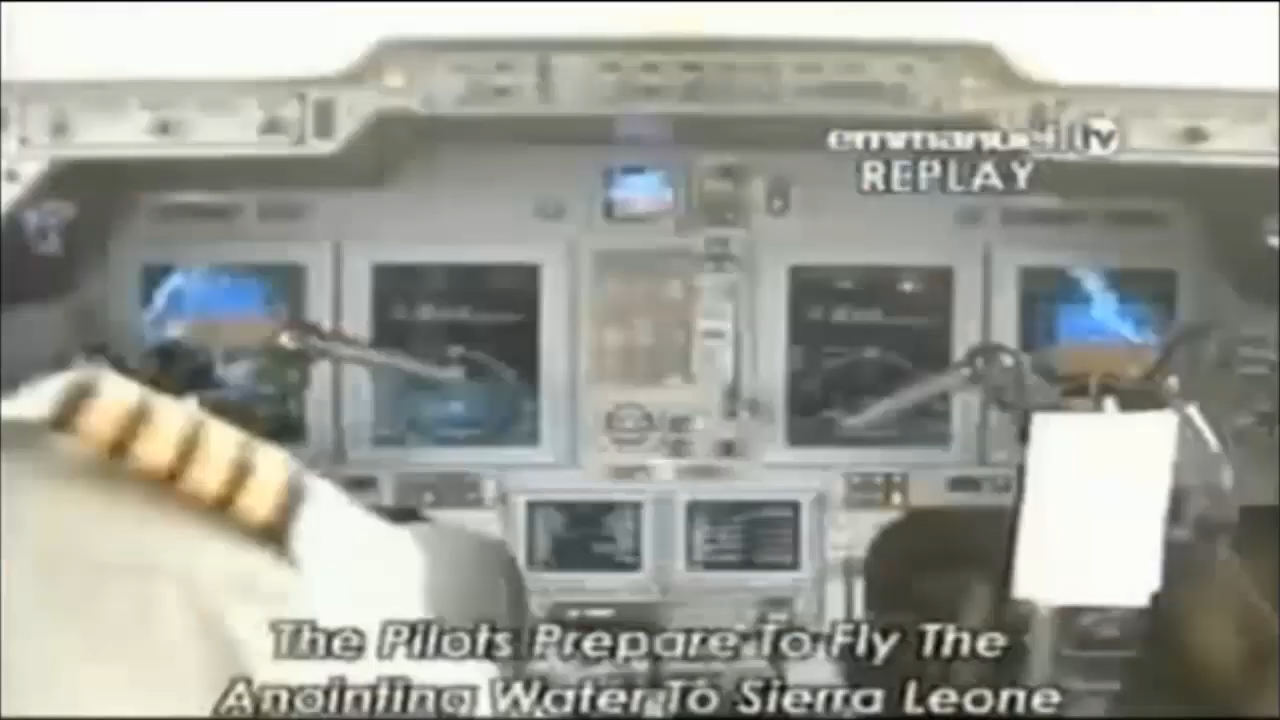 emmanuel tv
REPLAY
The Pilots Prepare To Fly The
Anointing Water To Sierra Leone